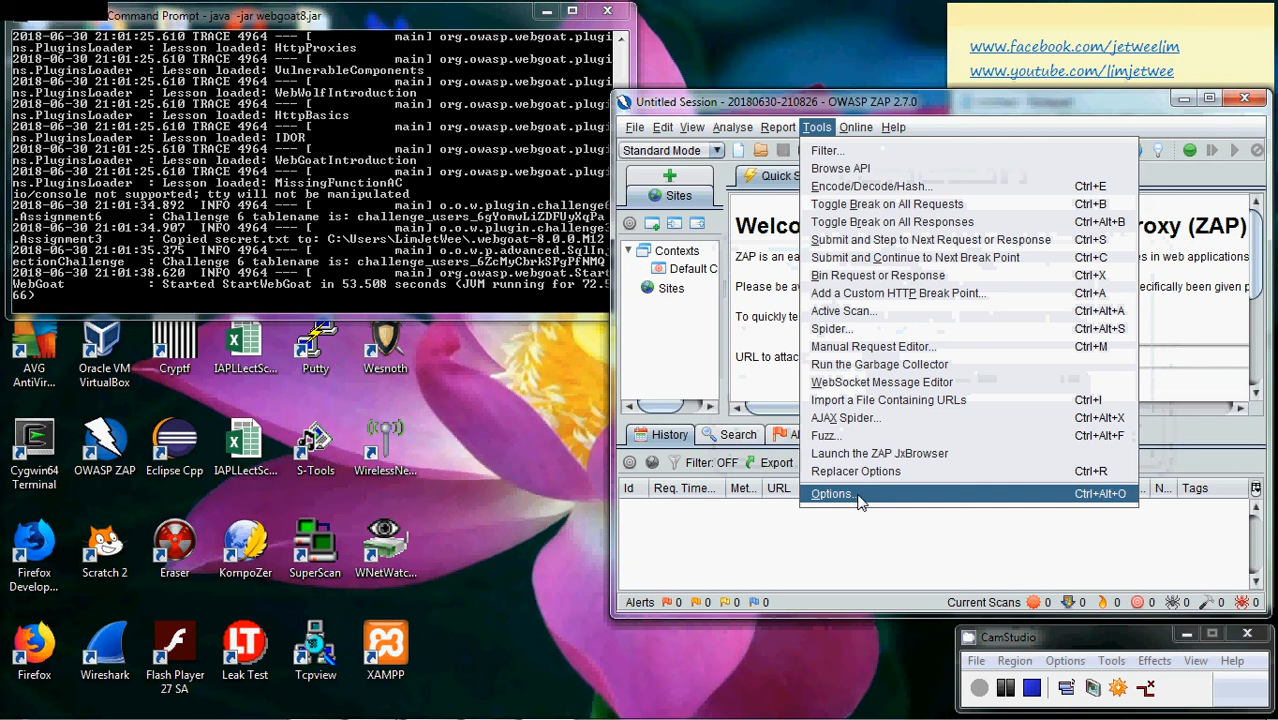 Command Prompt - java -jar webgoat8.jar
2018-06-30 21:01:25.610 TRACE 4964 --- [ main] org.owasp.webgoat.plugi
ns.PluginsLoader : Lesson loaded: HttpProxies
2018-06-30 21:01:25.610 TRACE 4964 --- [ main] org.owasp.webgoat.plugi
ns.PluginsLoader : Lesson loaded: VulnerableComponents
2018-06-30 21:01:25.610 TRACE 4964 --- [ main] org.owasp.webgoat.plugi
ns.PluginsLoader : Lesson loaded: WebWolfIntroduction
2018-06-30 21:01:25.610 TRACE 4964 --- [ main] org.owasp.webgoat.plugi
ns.PluginsLoader : Lesson loaded: HttpBasics
2018-06-30 21:01:25.610 TRACE 4964 --- [ main] org.owasp.webgoat.plugi
ns.PluginsLoader : Lesson loaded: IDOR
2018-06-30 21:01:25.610 TRACE 4964 --- [ main] org.owasp.webgoat.plugi
ns.PluginsLoader : Lesson loaded: WebGoatIntroduction
2018-06-30 21:01:25.610 TRACE 4964 --- [ main] org.owasp.webgoat.plugi
ns.PluginsLoader : Lesson loaded: MissingFunctionAC
io/console not supported; tty will not be manipulated
2018-06-30 21:01:34.892 INFO 4964 --- [ main] o.o.w.plugin.challenge6
.Assignment6 : Challenge 6 tablename is: challenge_users_6gYomwLiZDFUyXqPa
2018-06-30 21:01:34.907 INFO 4964 --- [ main] o.o.w.plugin.challenge3
.Assignment3 : Copied secret.txt to: C:\Users\LimJetWee\.webgoat-8.0.0.M12
2018-06-30 21:01:35.375 INFO 4964 --- [ main] o.o.w.p.advanced.SqlInj
ectionChallenge : Challenge 6 tablename is: challenge_users_6ZcMyCbrkSPgPfNMQ
2018-06-30 21:01:38.620 INFO 4964 --- [ main] org.owasp.webgoat.Start
WebGoat : Started StartWebGoat in 53.508 seconds (JVM running for 72.5
66)
www.facebook.com/jetweelim
www.youtube.com/limjetwee
Untitled Session - 20180630-210826 - OWASP ZAP 2.7.0
File Edit View Analyse Report Tools Online Help
Standard Mode
Sites
Quick S
Contexts
Default C
Sites
Welco
roxy (ZAP)
ZAP is an ea
es in web applications
Please be av
pecifically been given p
To quickly te
URL to attac
Filter...
Browse API
Encode/Decode/Hash... Ctrl+E
Toggle Break on All Requests Ctrl+B
Toggle Break on All Responses Ctrl+Alt+B
Submit and Step to Next Request or Response Ctrl+S
Submit and Continue to Next Break Point Ctrl+C
Bin Request or Response Ctrl+X
Add a Custom HTTP Break Point... Ctrl+A
Active Scan... Ctrl+Alt+A
Spider... Ctrl+Alt+S
Manual Request Editor... Ctrl+M
Run the Garbage Collector
WebSocket Message Editor
Import a File Containing URLs Ctrl+I
AJAX Spider... Ctrl+Alt+X
Fuzz... Ctrl+Alt+F
Launch the ZAP JxBrowser
Replacer Options Ctrl+R
Options... Ctrl+Alt+O
History Search Al
Filter: OFF Export
Id Req. Time... Met... URL N... Tags
Alerts 0 0 0 0 Current Scans 0 0 0 0 0 0 0
AVG AntiVir...
Oracle VM VirtualBox
Cryptf
IAPLLectSc...
Putty
Wesnoth
Cygwin64 Terminal
OWASP ZAP
Eclipse Cpp
IAPLLectSc...
S-Tools
WirelessNe...
Firefox Develop...
Scratch 2
Eraser
KompoZer
SuperScan
WNetWatc...
Firefox
Wireshark
Flash Player 27 SA
Leak Test
Tcpview
XAMPP
CamStudio
File Region Options Tools Effects View Help